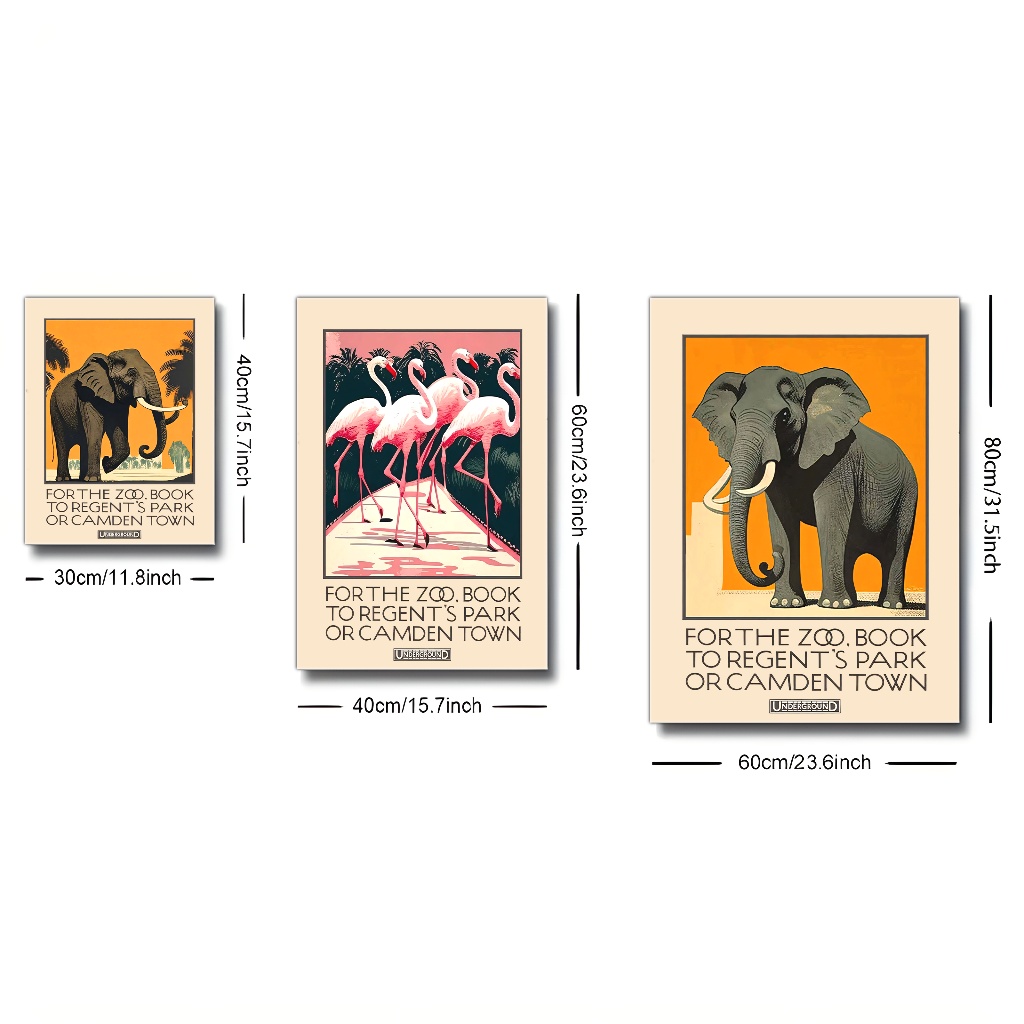 FOR THE ZOO. BOOK
TO REGENT'S PARK
OR CAMDEN TOWN
UNDERGROUND
40cm/15.7inch
30cm/11.8inch
FOR THE ZOO. BOOK
TO REGENT'S PARK
OR CAMDEN TOWN
UNDERGROUND
60cm/23.6inch
40cm/15.7inch
FOR THE ZOO. BOOK
TO REGENT'S PARK
OR CAMDEN TOWN
UNDERGROUND
80cm/31.5inch
60cm/23.6inch